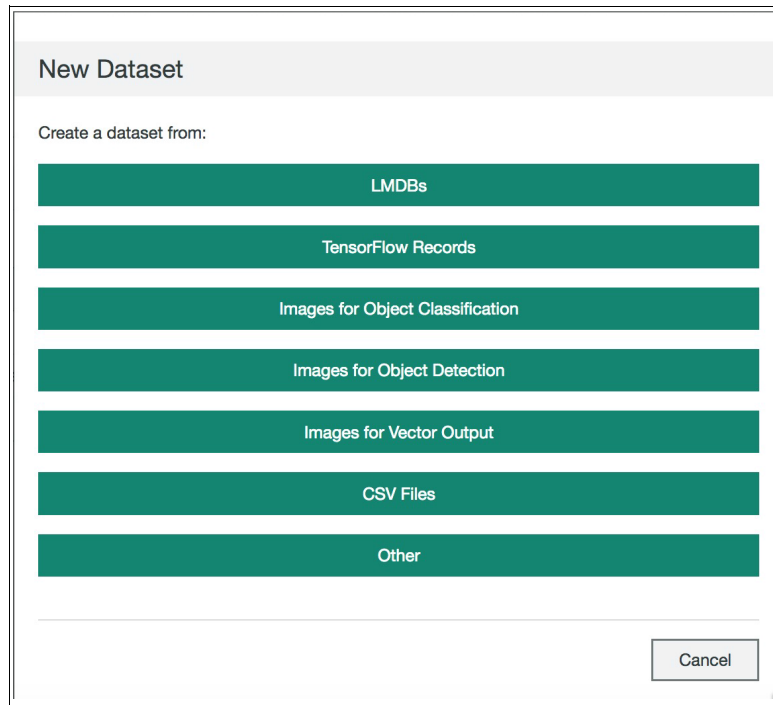 New Dataset
Create a dataset from:
LMDBs
TensorFlow Records
Images for Object Classification
Images for Object Detection
Images for Vector Output
CSV Files
Other
Cancel